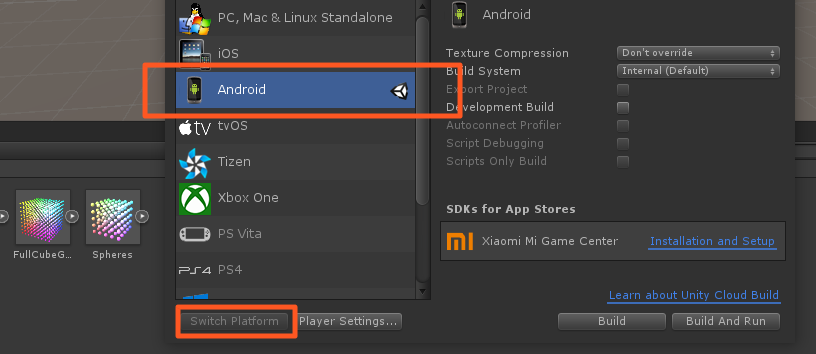 PC, Mac & Linux Standalone
iOS
Android
tvOS
Tizen
Xbox One
PS Vita
PS4
Switch Platform
Player Settings...
Android
Texture Compression Don't override
Build System Internal (Default)
Export Project
Development Build
Autoconnect Profiler
Script Debugging
Scripts Only Build
SDKs for App Stores
Xiaomi Mi Game Center Installation and Setup
Learn about Unity Cloud Build
Build
Build And Run
FullCubeG...
Spheres
tv
PS4
mi